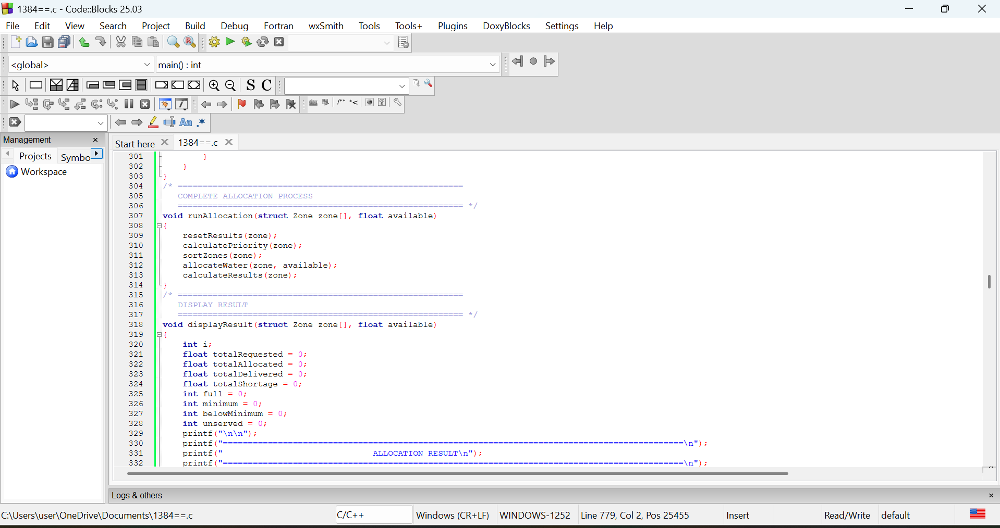 1384==.c - Code::Blocks 25.03
File Edit View Search Project Build Debug Fortran wxSmith Tools Tools+ Plugins DoxyBlocks Settings Help
<global> main() : int
S C
/** *<
Aa .*
Management
Start here 1384==.c
Projects Symbo
Workspace
301 }
302 }
303 }
304 /* =========================================================
305 COMPLETE ALLOCATION PROCESS
306 ========================================================= */
307 void runAllocation(struct Zone zone[], float available)
308 {
309 resetResults(zone);
310 calculatePriority(zone);
311 sortZones(zone);
312 allocateWater(zone, available);
313 calculateResults(zone);
314 }
315 /* =========================================================
316 DISPLAY RESULT
317 ========================================================= */
318 void displayResult(struct Zone zone[], float available)
319 {
320 int i;
321 float totalRequested = 0;
322 float totalAllocated = 0;
323 float totalDelivered = 0;
324 float totalShortage = 0;
325 int full = 0;
326 int minimum = 0;
327 int belowMinimum = 0;
328 int unserved = 0;
329 printf("\n\n");
330 printf("============================================================================================\n");
331 printf("                              ALLOCATION RESULT\n");
332 printf("============================================================================================\n");
Logs & others
C:\Users\user\OneDrive\Documents\1384==.c C/C++ Windows (CR+LF) WINDOWS-1252 Line 779, Col 2, Pos 25455 Insert Read/Write default